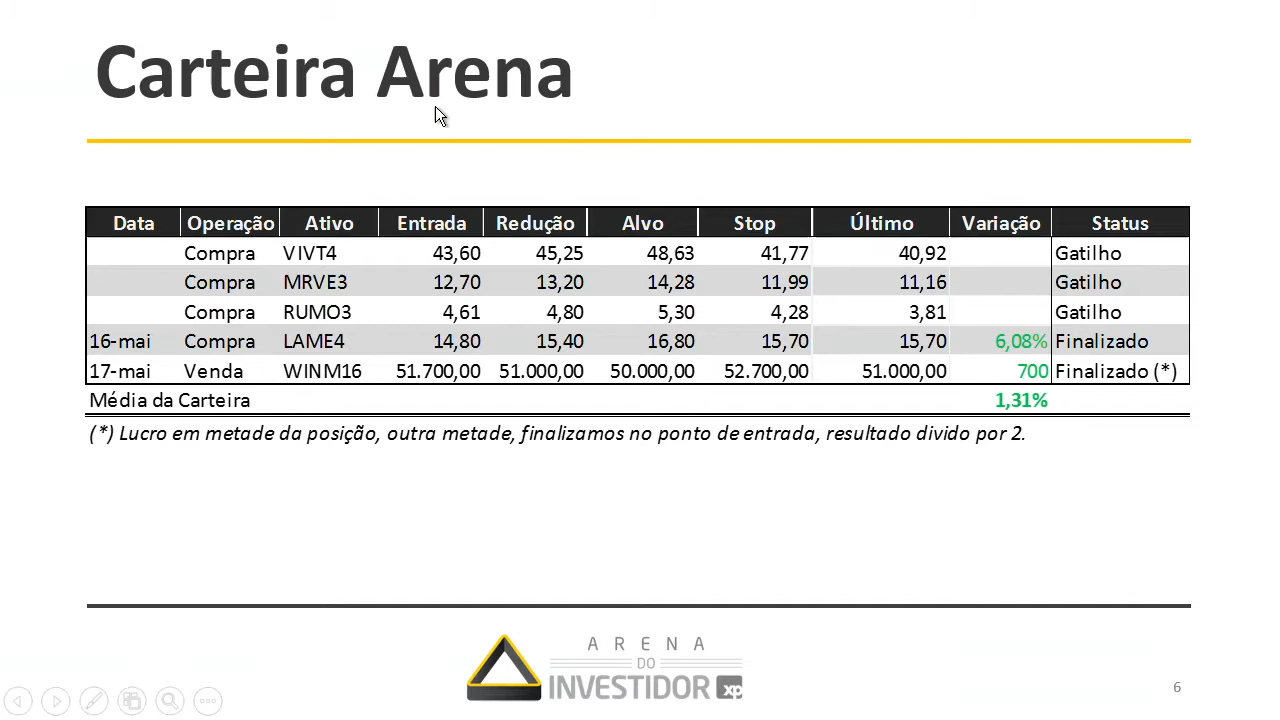 Carteira Arena
Data Operação Ativo Entrada Redução Alvo Stop Último Variação Status
Compra VIVT4 43,60 45,25 48,63 41,77 40,92 Gatilho
Compra MRVE3 12,70 13,20 14,28 11,99 11,16 Gatilho
Compra RUMO3 4,61 4,80 5,30 4,28 3,81 Gatilho
16-mai Compra LAME4 14,80 15,40 16,80 15,70 15,70 6,08% Finalizado
17-mai Venda WINM16 51.700,00 51.000,00 50.000,00 52.700,00 51.000,00 700 Finalizado (*)
Média da Carteira 1,31%
(*) Lucro em metade da posição, outra metade, finalizamos no ponto de entrada, resultado divido por 2.
ARENA
DO
INVESTIDOR xp
6